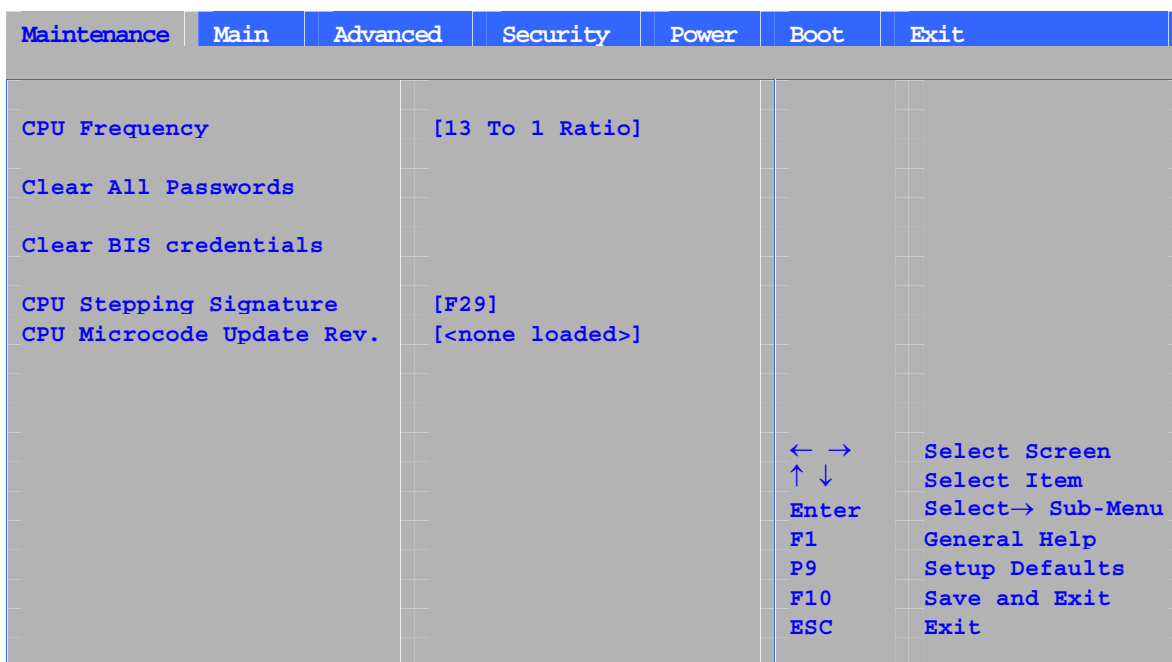 Maintenance Main Advanced Security Power Boot Exit
CPU Frequency [13 To 1 Ratio]
Clear All Passwords
Clear BIS credentials
CPU Stepping Signature [F29]
CPU Microcode Update Rev. [<none loaded>]
← → Select Screen
↑ ↓ Select Item
Enter Select→ Sub-Menu
F1 General Help
P9 Setup Defaults
F10 Save and Exit
ESC Exit